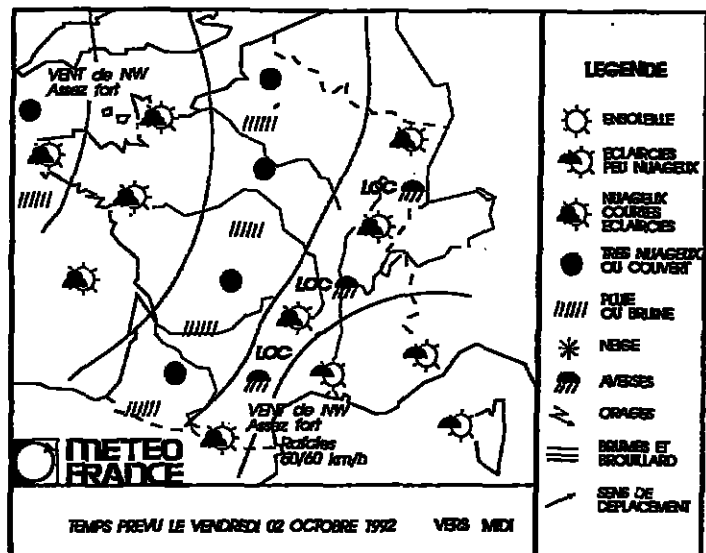 VENT de NW
Assez fort
LOC
LOC
LOC
VENT de NW
Assez fort
Rafales
60/60 km/h
METEO
FRANCE
TEMPS PREVU LE VENDREDI 02 OCTOBRE 1992 VERS MIDI
LEGENDE
ENSOLEILLE
ECLAIRCIES
PEU NUAGEUX
NUAGEUX
COURTES
ECLAIRCIES
TRES NUAGEUX
OU COUVERT
PLUIE
OU BRUINE
NEIGE
AVERSES
ORAGES
BRUMES ET
BROUILLARD
SENS DE
DEPLACEMENT